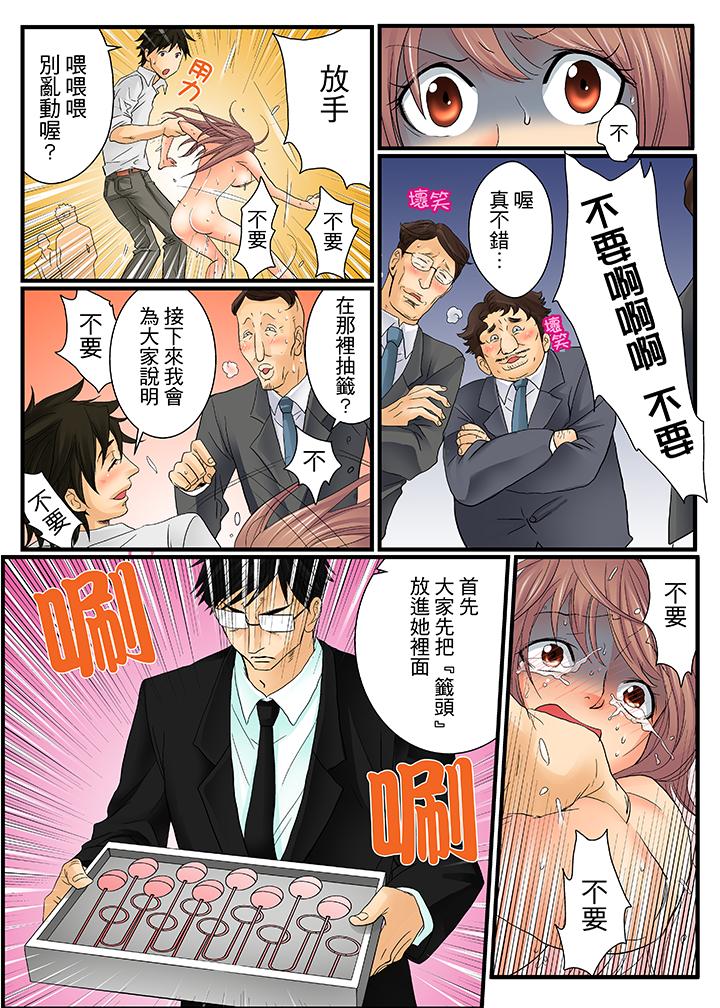 不
不要啊啊啊 不要
喔
真不錯…
壞笑
壞笑
放手
用力
喂喂喂
別亂動喔？
不要
不要
在那裡抽籤？
接下來我會
為大家說明
不要
不
不要
不要
不要
首先
大家先把『籤頭』
放進她裡面
唰
唰